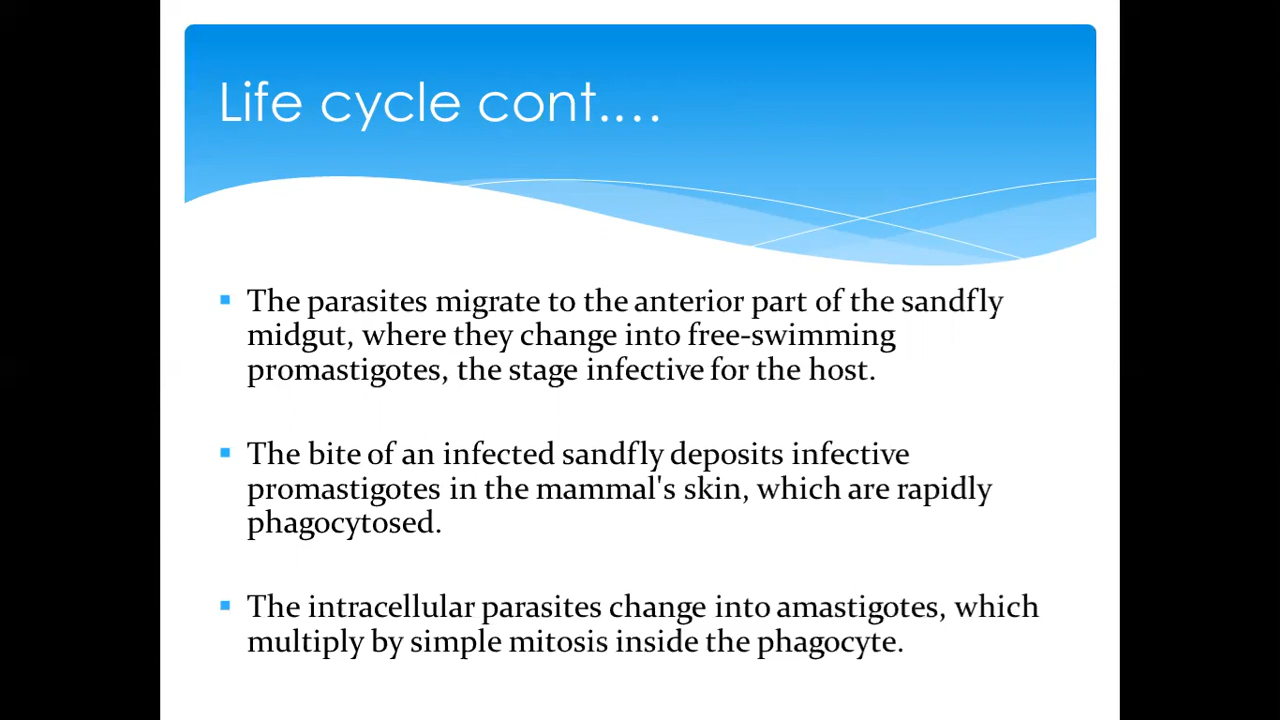 Life cycle cont.…
▪ The parasites migrate to the anterior part of the sandfly
midgut, where they change into free-swimming
promastigotes, the stage infective for the host.
▪ The bite of an infected sandfly deposits infective
promastigotes in the mammal's skin, which are rapidly
phagocytosed.
▪ The intracellular parasites change into amastigotes, which
multiply by simple mitosis inside the phagocyte.